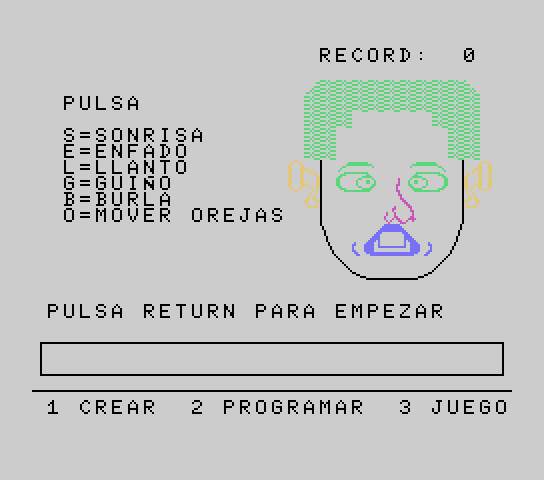 RECORD: 0
PULSA
S=SONRISA
E=ENFADO
L=LLANTO
G=GUIÑO
B=BURLA
O=MOVER OREJAS
PULSA RETURN PARA EMPEZAR
1 CREAR 2 PROGRAMAR 3 JUEGO